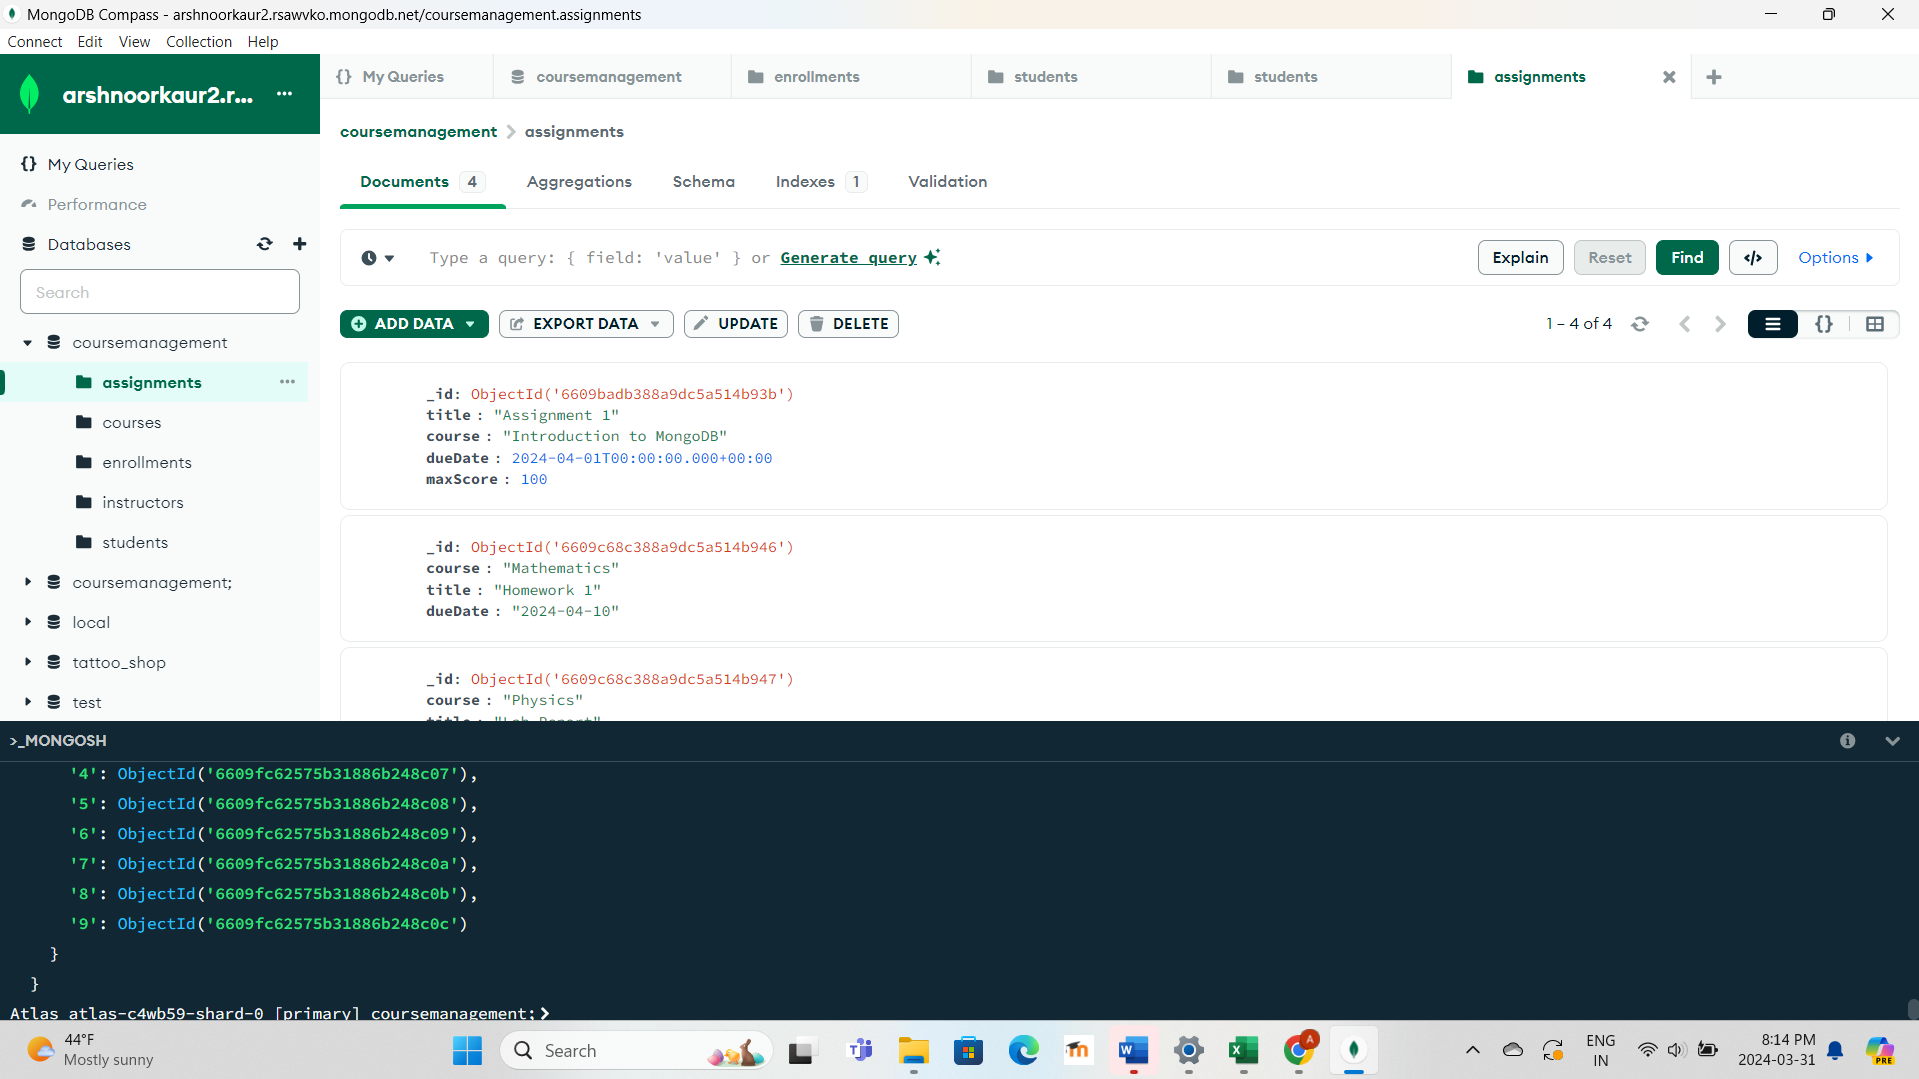 MongoDB Compass - arshnoorkaur2.rsawvko.mongodb.net/coursemanagement.assignments
Connect Edit View Collection Help
arshnoorkaur2.r... ...
{} My Queries coursemanagement enrollments students students assignments
coursemanagement > assignments
My Queries
Performance
Databases
Search
coursemanagement
assignments
courses
enrollments
instructors
students
coursemanagement;
local
tattoo_shop
test
Documents 4 Aggregations Schema Indexes 1 Validation
Type a query: { field: 'value' } or Generate query
Explain Reset Find </> Options
ADD DATA EXPORT DATA UPDATE DELETE
1 – 4 of 4 {}
_id: ObjectId('6609badb388a9dc5a514b93b')
title : "Assignment 1"
course : "Introduction to MongoDB"
dueDate : 2024-04-01T00:00:00.000+00:00
maxScore : 100
_id: ObjectId('6609c68c388a9dc5a514b946')
course : "Mathematics"
title : "Homework 1"
dueDate : "2024-04-10"
_id: ObjectId('6609c68c388a9dc5a514b947')
course : "Physics"
title : "Lab Report"
>_MONGOSH
'4': ObjectId('6609fc62575b31886b248c07'),
'5': ObjectId('6609fc62575b31886b248c08'),
'6': ObjectId('6609fc62575b31886b248c09'),
'7': ObjectId('6609fc62575b31886b248c0a'),
'8': ObjectId('6609fc62575b31886b248c0b'),
'9': ObjectId('6609fc62575b31886b248c0c')
}
}
Atlas atlas-c4wb59-shard-0 [primary] coursemanagement;>
44°F
Mostly sunny
Search
A
PRE
ENG
IN
8:14 PM
2024-03-31